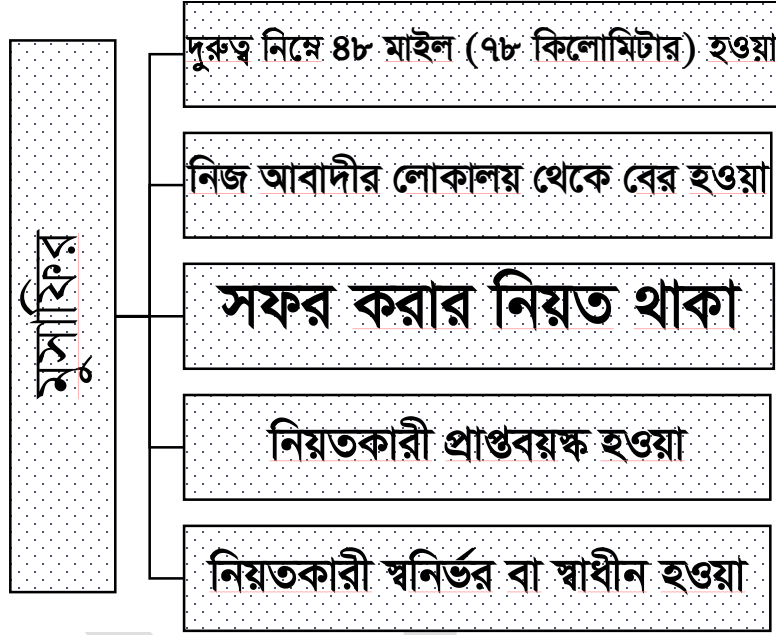 মুসাফির
দুরুত্ব নিম্নে ৪৮ মাইল (৭৮ কিলোমিটার) হওয়া
নিজ আবাদীর লোকালয় থেকে বের হওয়া
সফর করার নিয়ত থাকা
নিয়তকারী প্রাপ্তবয়স্ক হওয়া
নিয়তকারী স্বনির্ভর বা স্বাধীন হওয়া